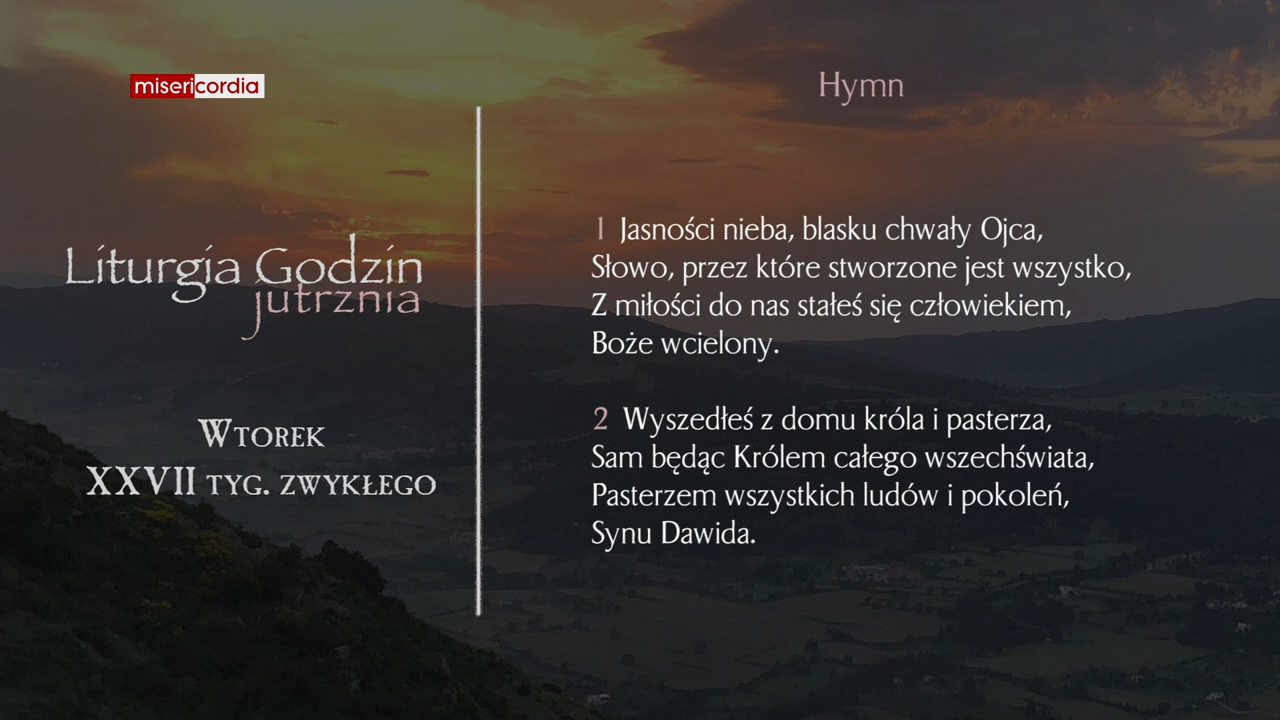 misericordia
Liturgia Godzin
jutrznia
Wtorek
XXVII tyg. zwykłego
Hymn
1 Jasności nieba, blasku chwały Ojca,
Słowo, przez które stworzone jest wszystko,
Z miłości do nas stałeś się człowiekiem,
Boże wcielony.
2 Wyszedłeś z domu króla i pasterza,
Sam będąc Królem całego wszechświata,
Pasterzem wszystkich ludów i pokoleń,
Synu Dawida.